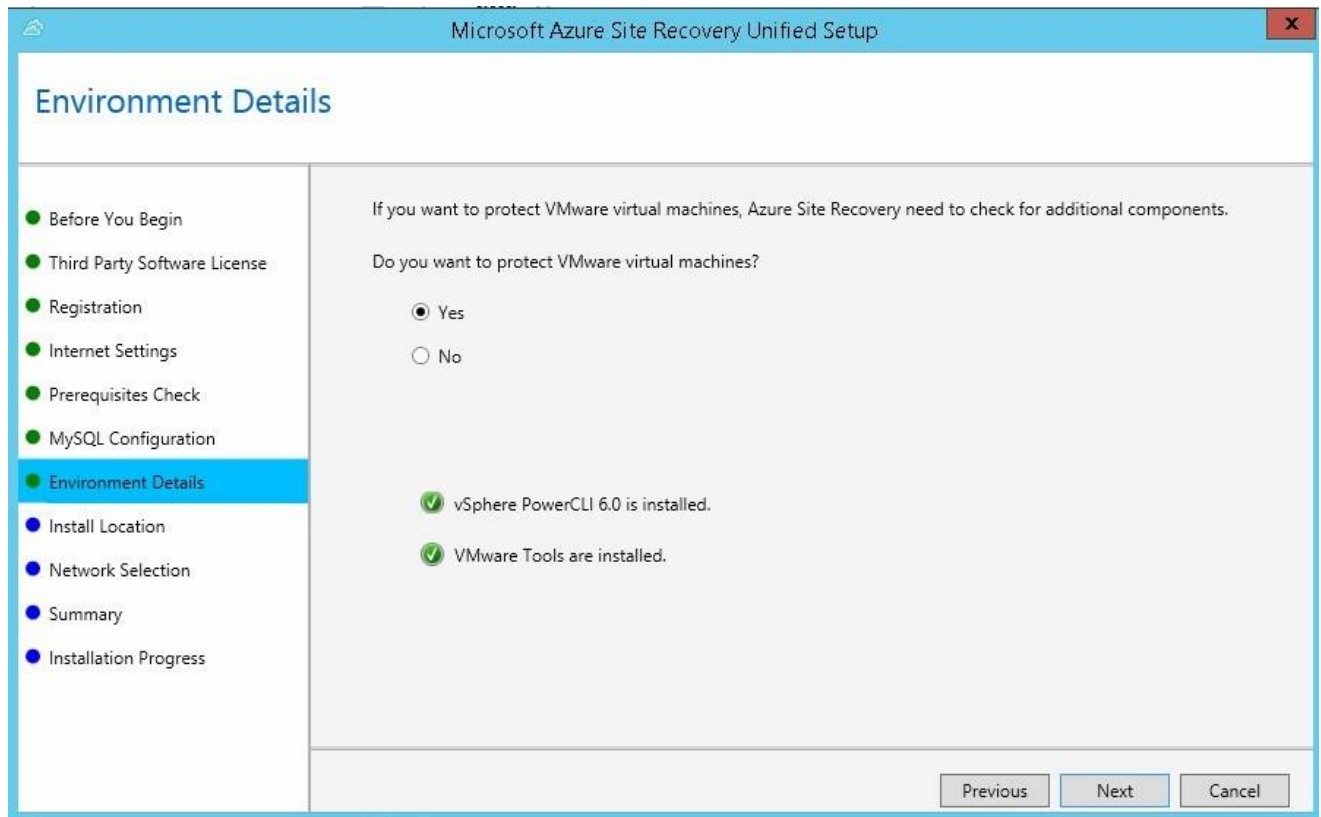 Microsoft Azure Site Recovery Unified Setup
x
Environment Details
Before You Begin
Third Party Software License
Registration
Internet Settings
Prerequisites Check
MySQL Configuration
Environment Details
Install Location
Network Selection
Summary
Installation Progress
If you want to protect VMware virtual machines, Azure Site Recovery need to check for additional components.
Do you want to protect VMware virtual machines?
Yes
No
vSphere PowerCLI 6.0 is installed.
VMware Tools are installed.
Previous Next Cancel